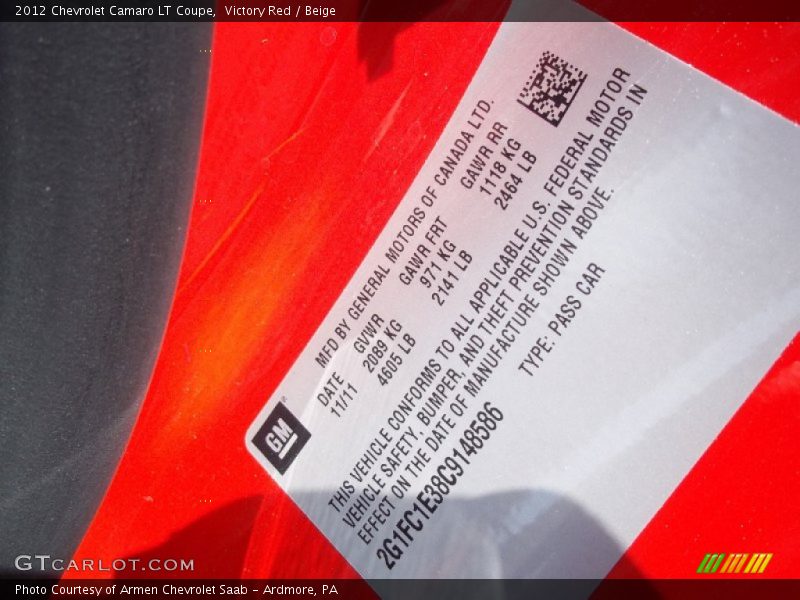 2012 Chevrolet Camaro LT Coupe, Victory Red / Beige
MFD BY GENERAL MOTORS OF CANADA LTD.
DATE GVWR GAWR FRT GAWR RR
11/11 2089 KG 971 KG 1118 KG
4605 LB 2141 LB 2464 LB
THIS VEHICLE CONFORMS TO ALL APPLICABLE U.S. FEDERAL MOTOR
VEHICLE SAFETY, BUMPER, AND THEFT PREVENTION STANDARDS IN
EFFECT ON THE DATE OF MANUFACTURE SHOWN ABOVE.
2G1FC1E38C9148586 TYPE: PASS CAR
GM
GTCARLOT.COM
Photo Courtesy of Armen Chevrolet Saab - Ardmore, PA